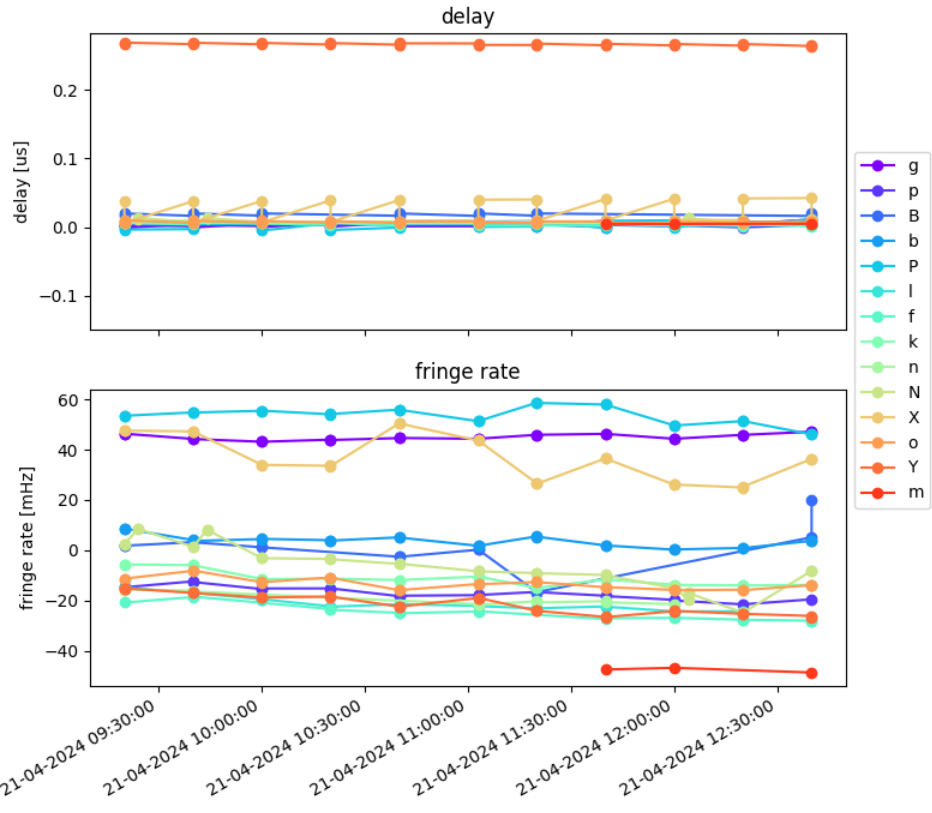 delay
delay [us]
0.2
0.1
0.0
−0.1
fringe rate
fringe rate [mHz]
60
40
20
0
−20
−40
21-04-2024 09:30:00
21-04-2024 10:00:00
21-04-2024 10:30:00
21-04-2024 11:00:00
21-04-2024 11:30:00
21-04-2024 12:00:00
21-04-2024 12:30:00
g
p
B
b
P
l
f
k
n
N
X
o
Y
m